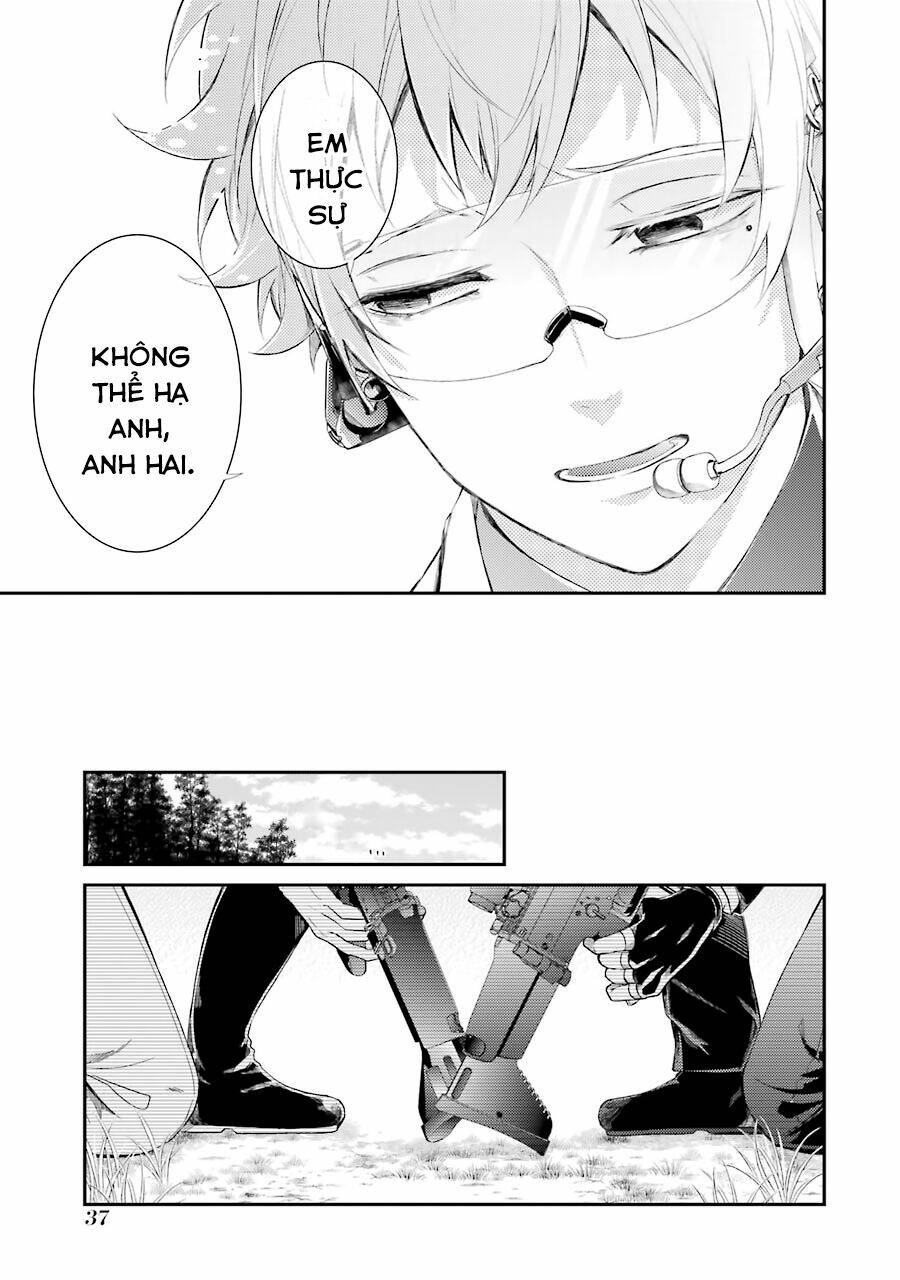 EM
THỰC
SỰ
KHÔNG
THỂ HẠ
ANH,
ANH HAI.
37